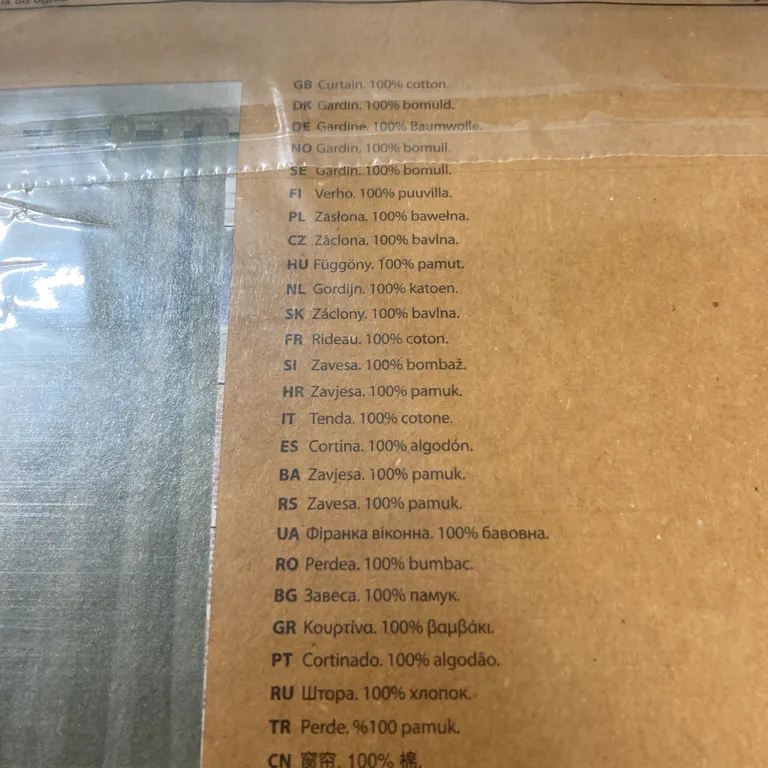 GB Curtain. 100% cotton.
DK Gardin. 100% bomuld.
DE Gardine. 100% Baumwolle.
NO Gardin. 100% bomull.
SE Gardin. 100% bomull.
FI Verho. 100% puuvilla.
PL Zasłona. 100% bawełna.
CZ Záclona. 100% bavlna.
HU Függöny. 100% pamut.
NL Gordijn. 100% katoen.
SK Záclony. 100% bavlna.
FR Rideau. 100% coton.
SI Zavesa. 100% bombaž.
HR Zavjesa. 100% pamuk.
IT Tenda. 100% cotone.
ES Cortina. 100% algodón.
BA Zavjesa. 100% pamuk.
RS Zavesa. 100% pamuk.
UA Фіранка віконна. 100% бавовна.
RO Perdea. 100% bumbac.
BG Завеса. 100% памук.
GR Κουρτίνα. 100% βαμβάκι.
PT Cortinado. 100% algodão.
RU Штора. 100% хлопок.
TR Perde. %100 pamuk.
CN 窗帘. 100% 棉.